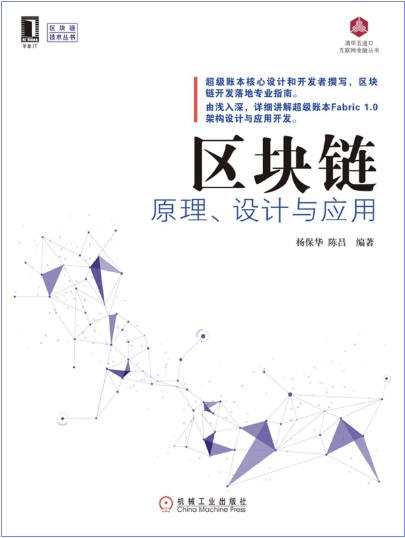 华章IT
区块链
技术丛书
清华五道口
互联网金融丛书
超级账本核心设计和开发者撰写，区块
链开发落地专业指南。
由浅入深，详细讲解超级账本Fabric 1.0
架构设计与应用开发。
区块链
原理、设计与应用
杨保华 陈昌 编著
机械工业出版社
China Machine Press